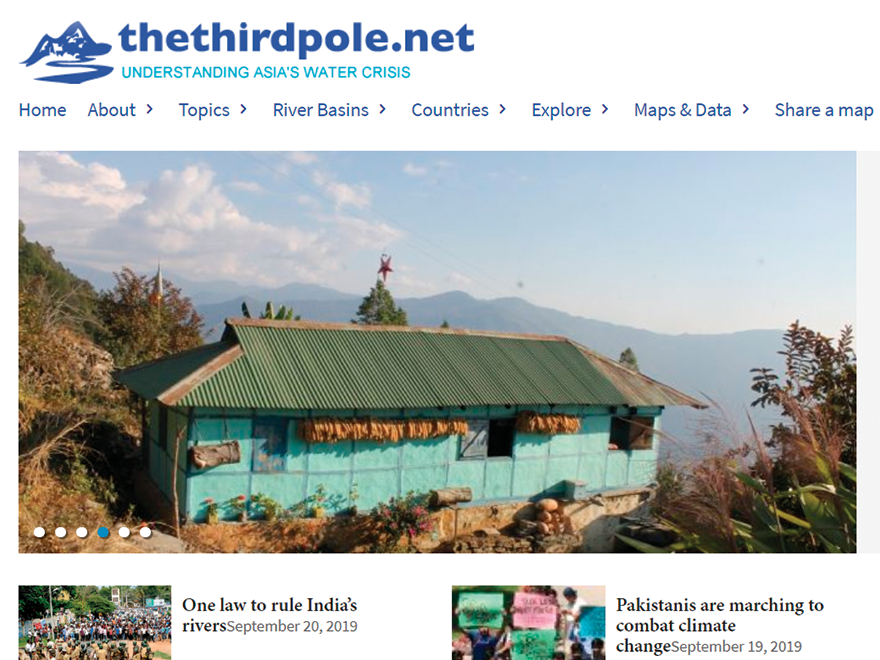 thethirdpole.net
UNDERSTANDING ASIA'S WATER CRISIS
Home About Topics River Basins Countries Explore Maps & Data Share a map
One law to rule India's
riversSeptember 20, 2019
Pakistanis are marching to
combat climate
changeSeptember 19, 2019